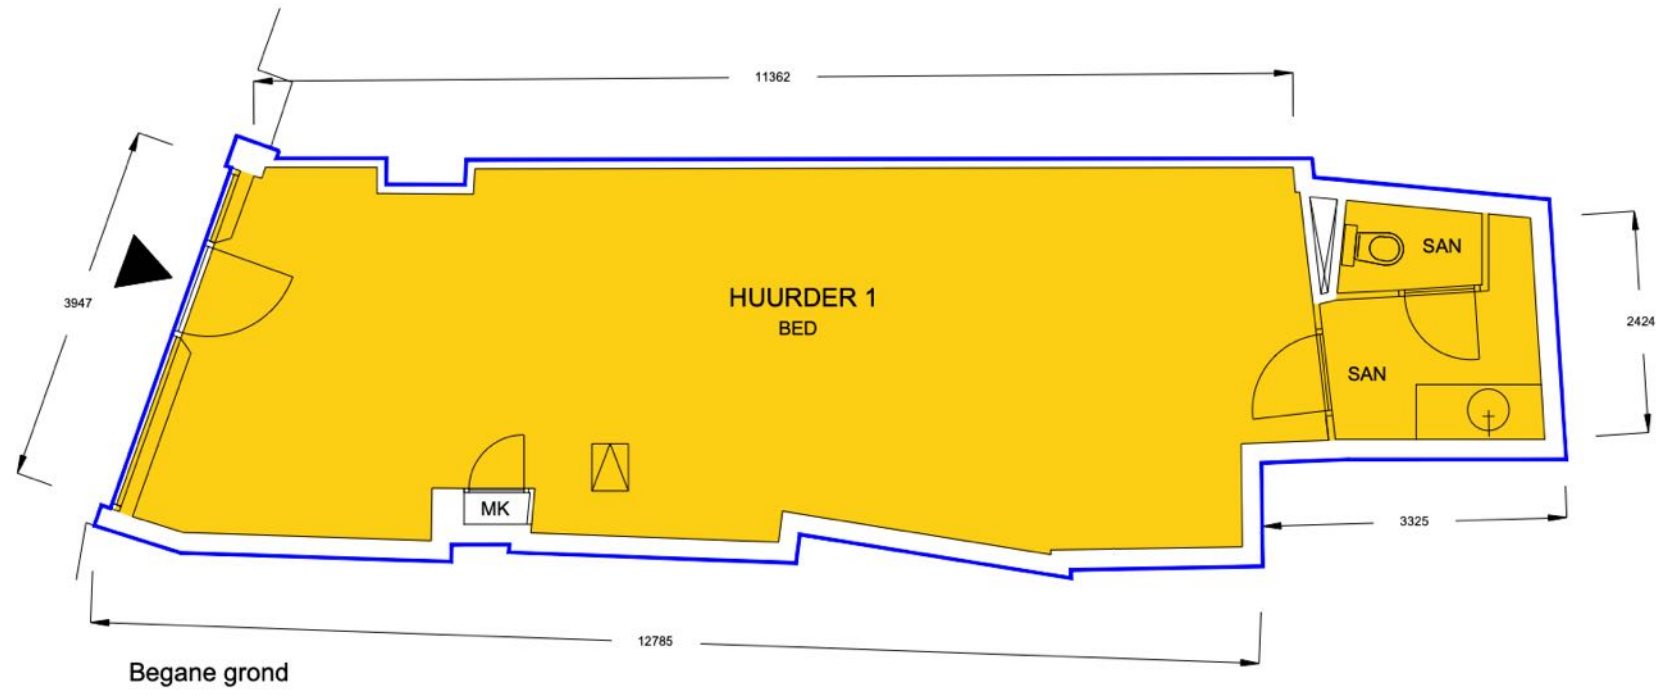 11362
3947
HUURDER 1
BED
SAN
SAN
2424
MK
3325
12785
Begane grond